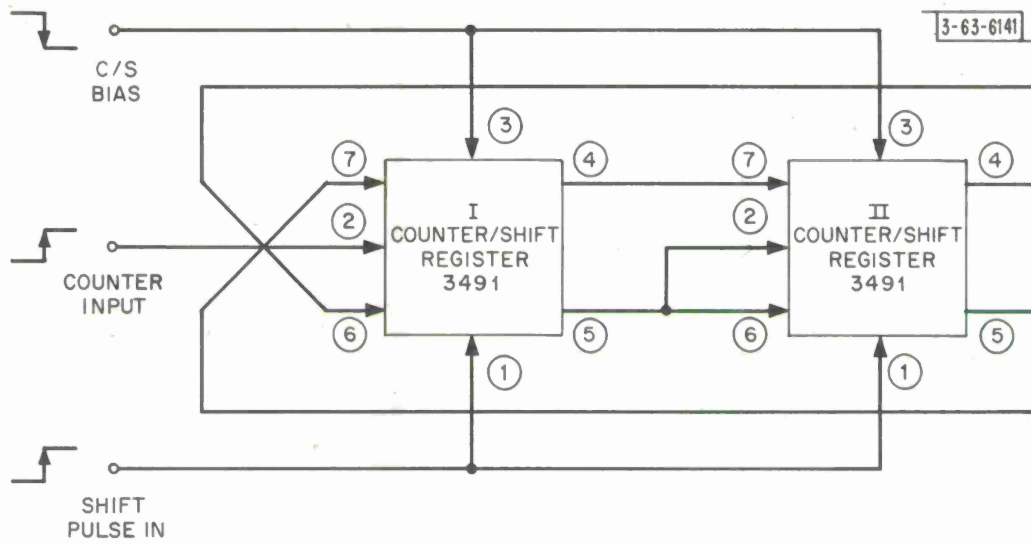 3-63-6141
C/S
BIAS
③
③
⑦
④
⑦
④
②
②
I
COUNTER/SHIFT
REGISTER
3491
II
COUNTER/SHIFT
REGISTER
3491
COUNTER
INPUT
⑥
⑤
⑥
⑤
①
①
SHIFT
PULSE IN